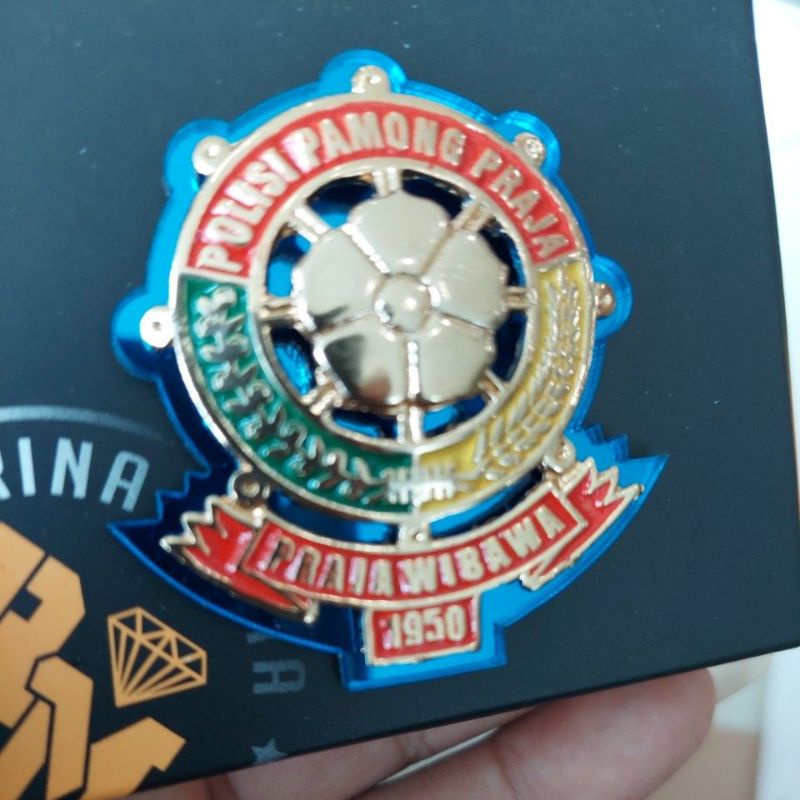 POLISI PAMONG PRAJA
PRAJA WIBAWA
1950
RINA